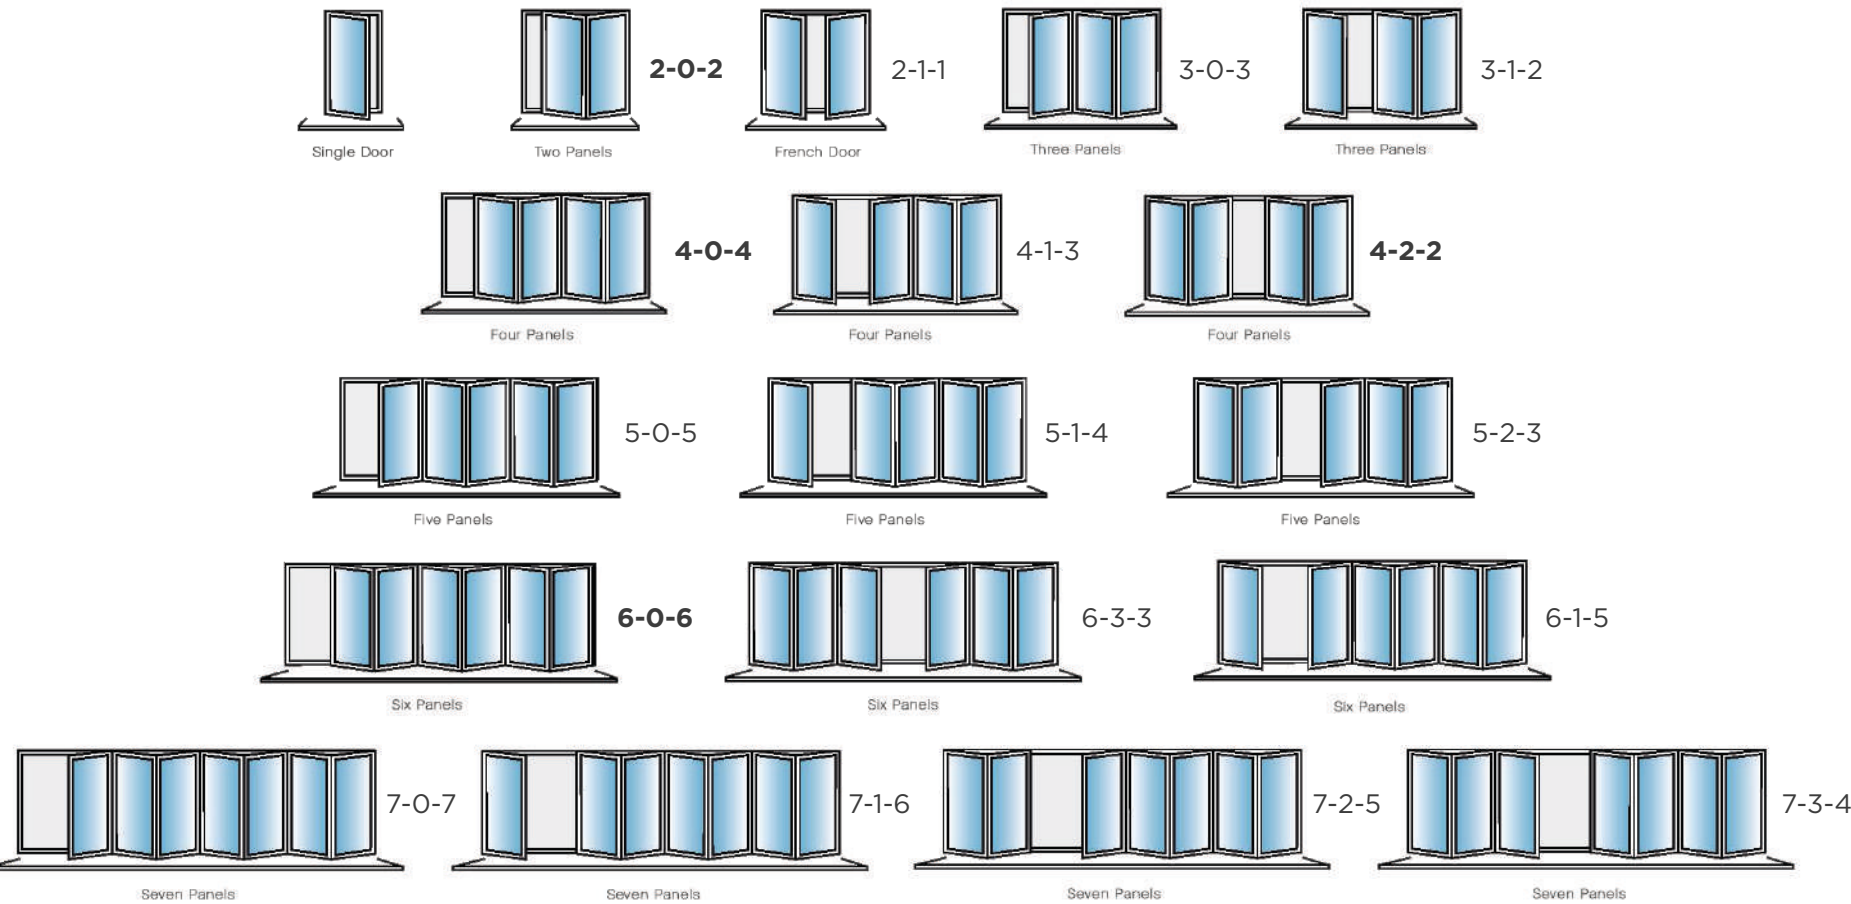 2-0-2
2-1-1
3-0-3
3-1-2
Single Door
Two Panels
French Door
Three Panels
Three Panels
4-0-4
4-1-3
4-2-2
Four Panels
Four Panels
Four Panels
5-0-5
5-1-4
5-2-3
Five Panels
Five Panels
Five Panels
6-0-6
6-3-3
6-1-5
Six Panels
Six Panels
Six Panels
7-0-7
7-1-6
7-2-5
7-3-4
Seven Panels
Seven Panels
Seven Panels
Seven Panels